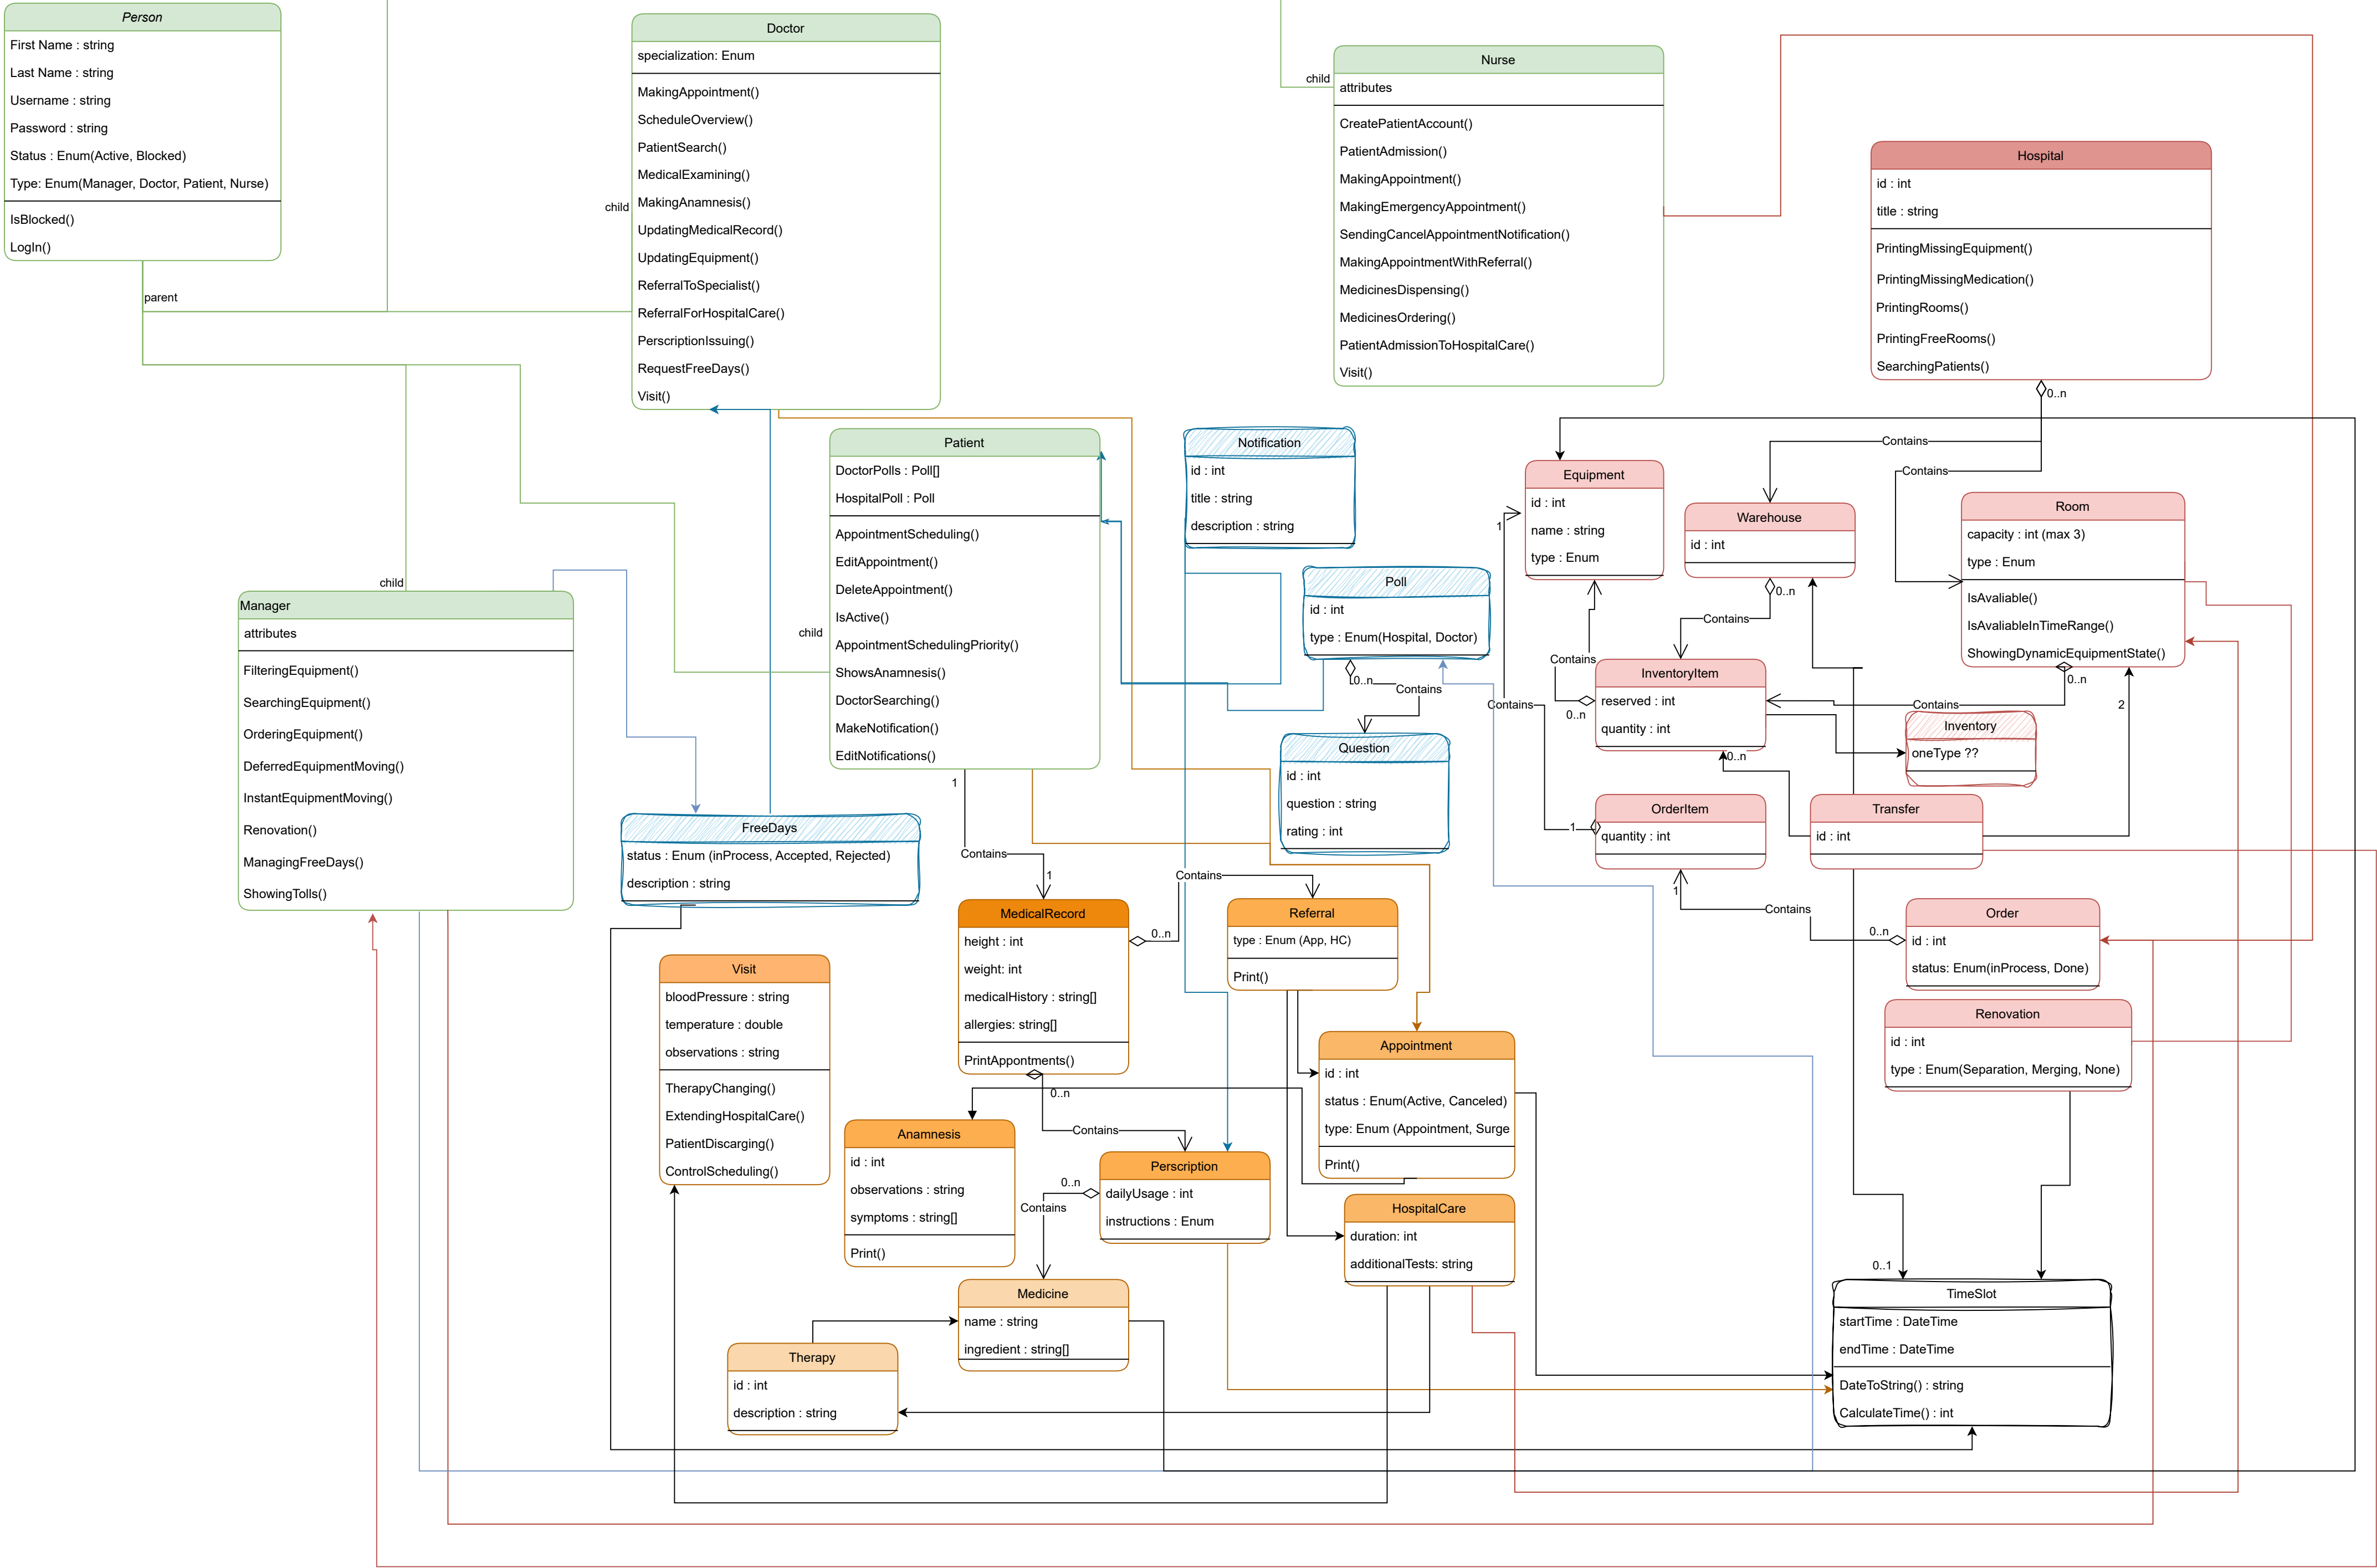 Person
First Name : string
Last Name : string
Username : string
Password : string
Status : Enum(Active, Blocked)
Type: Enum(Manager, Doctor, Patient, Nurse)
IsBlocked()
LogIn()
parent
child
Doctor
specialization: Enum
MakingAppointment()
ScheduleOverview()
PatientSearch()
MedicalExamining()
MakingAnamnesis()
UpdatingMedicalRecord()
UpdatingEquipment()
ReferralToSpecialist()
ReferralForHospitalCare()
PerscriptionIssuing()
RequestFreeDays()
Visit()
child
Nurse
attributes
CreatePatientAccount()
PatientAdmission()
MakingAppointment()
MakingEmergencyAppointment()
SendingCancelAppointmentNotification()
MakingAppointmentWithReferral()
MedicinesDispensing()
MedicinesOrdering()
PatientAdmissionToHospitalCare()
Visit()
Hospital
id : int
title : string
PrintingMissingEquipment()
PrintingMissingMedication()
PrintingRooms()
PrintingFreeRooms()
SearchingPatients()
0..n
Contains
Contains
child
Manager
attributes
FilteringEquipment()
SearchingEquipment()
OrderingEquipment()
DeferredEquipmentMoving()
InstantEquipmentMoving()
Renovation()
ManagingFreeDays()
ShowingTolls()
child
Patient
DoctorPolls : Poll[]
HospitalPoll : Poll
AppointmentScheduling()
EditAppointment()
DeleteAppointment()
IsActive()
AppointmentSchedulingPriority()
ShowsAnamnesis()
DoctorSearching()
MakeNotification()
EditNotifications()
1
Contains
1
Notification
id : int
title : string
description : string
Poll
id : int
type : Enum(Hospital, Doctor)
0..n
Contains
Question
id : int
question : string
rating : int
Equipment
id : int
name : string
type : Enum
1
Contains
Contains
0..n
Warehouse
id : int
0..n
Contains
Room
capacity : int (max 3)
type : Enum
IsAvaliable()
IsAvaliableInTimeRange()
ShowingDynamicEquipmentState()
0..n
Contains
2
InventoryItem
reserved : int
quantity : int
0..n
Inventory
oneType ??
OrderItem
quantity : int
1
1
Contains
0..n
Transfer
id : int
Order
id : int
status: Enum(inProcess, Done)
Renovation
id : int
type : Enum(Separation, Merging, None)
FreeDays
status : Enum (inProcess, Accepted, Rejected)
description : string
Visit
bloodPressure : string
temperature : double
observations : string
TherapyChanging()
ExtendingHospitalCare()
PatientDiscarging()
ControlScheduling()
MedicalRecord
height : int
weight: int
medicalHistory : string[]
allergies: string[]
PrintAppontments()
0..n
Contains
0..n
Contains
Referral
type : Enum (App, HC)
Print()
Appointment
id : int
status : Enum(Active, Canceled)
type: Enum (Appointment, Surge
Print()
Anamnesis
id : int
observations : string
symptoms : string[]
Print()
Perscription
dailyUsage : int
instructions : Enum
0..n
Contains
HospitalCare
duration: int
additionalTests: string
Medicine
name : string
ingredient : string[]
Therapy
id : int
description : string
0..1
TimeSlot
startTime : DateTime
endTime : DateTime
DateToString() : string
CalculateTime() : int